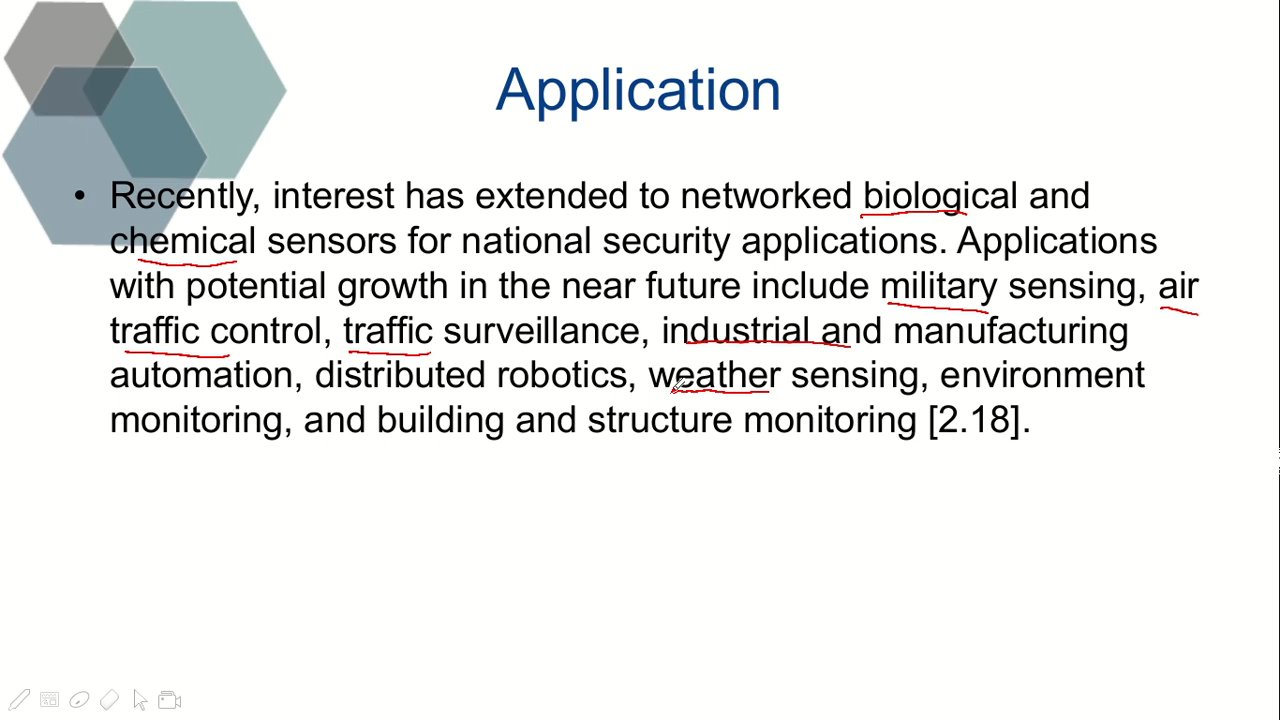 Application
• Recently, interest has extended to networked biological and
chemical sensors for national security applications. Applications
with potential growth in the near future include military sensing, air
traffic control, traffic surveillance, industrial and manufacturing
automation, distributed robotics, weather sensing, environment
monitoring, and building and structure monitoring [2.18].